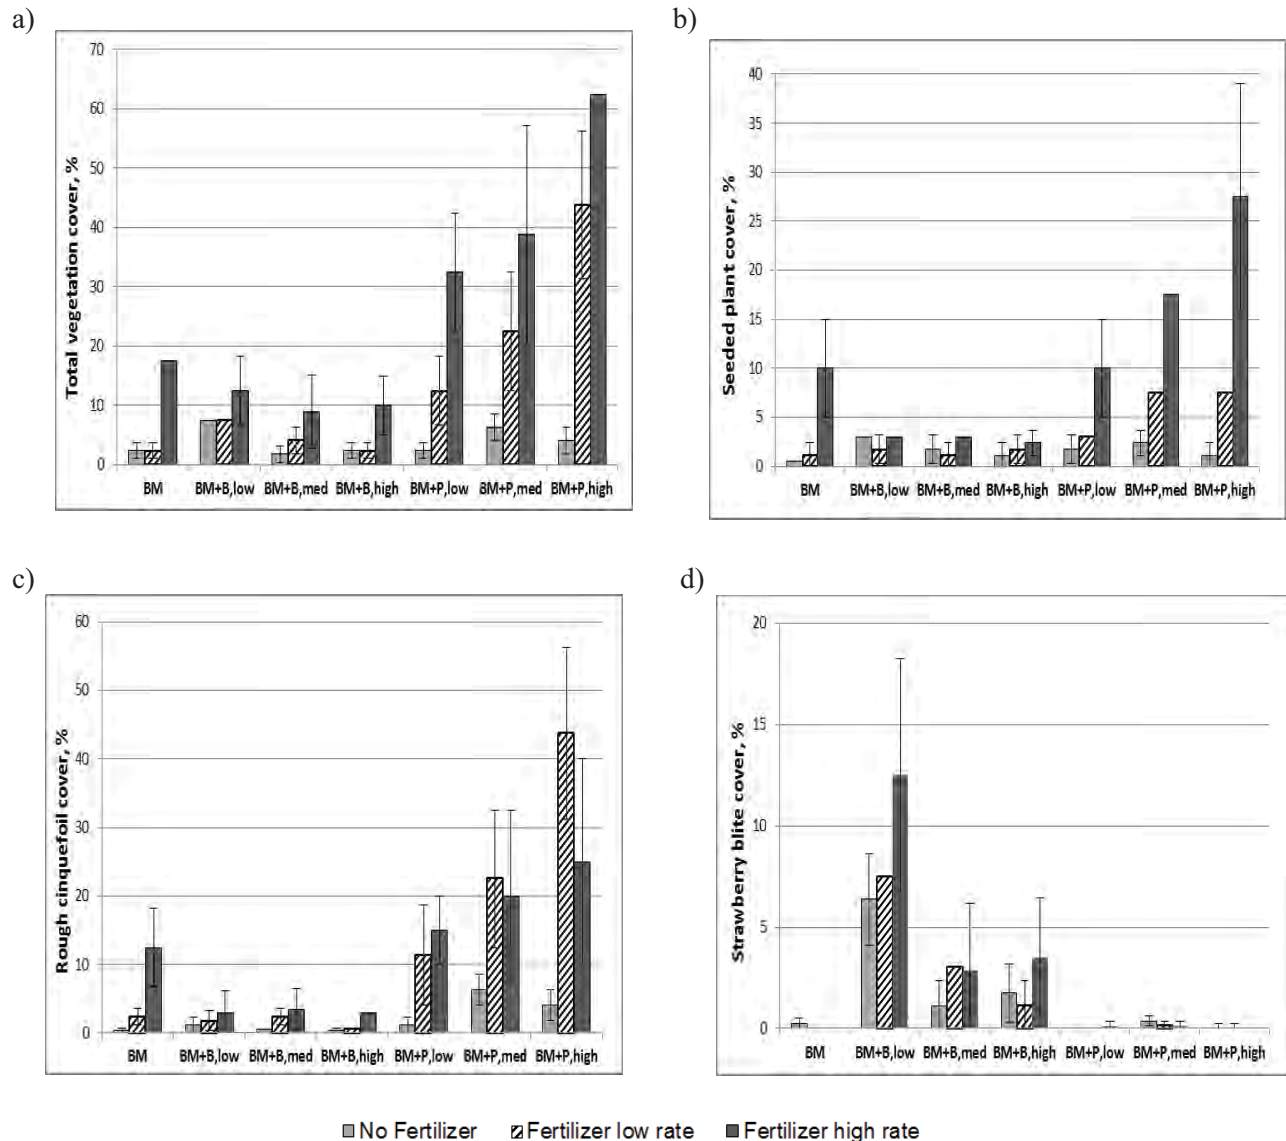 a)
70
60
50
40
30
20
10
0
Total vegetation cover, %
BM BM+B,low BM+B,med BM+B,high BM+P,low BM+P,med BM+P,high
b)
40
35
30
25
20
15
10
5
0
Seeded plant cover, %
BM BM+B,low BM+B,med BM+B,high BM+P,low BM+P,med BM+P,high
c)
60
50
40
30
20
10
0
Rough cinquefoil cover, %
BM BM+B,low BM+B,med BM+B,high BM+P,low BM+P,med BM+P,high
d)
20
15
10
5
0
Strawberry blite cover, %
BM BM+B,low BM+B,med BM+B,high BM+P,low BM+P,med BM+P,high
No Fertilizer Fertilizer low rate Fertilizer high rate